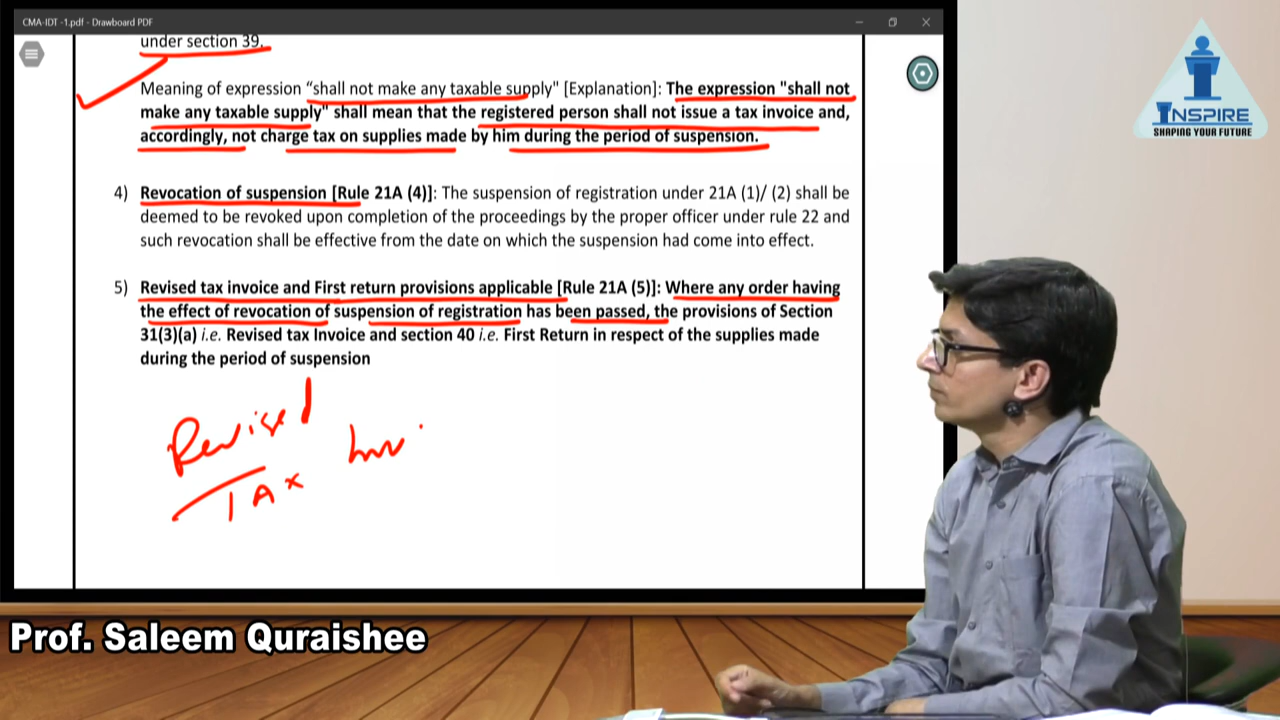 CMA-IDT -1.pdf - Drawboard PDF
under section 39.
Meaning of expression "shall not make any taxable supply" [Explanation]: The expression "shall not
make any taxable supply" shall mean that the registered person shall not issue a tax invoice and,
accordingly, not charge tax on supplies made by him during the period of suspension.
4) Revocation of suspension [Rule 21A (4)]: The suspension of registration under 21A (1)/ (2) shall be
deemed to be revoked upon completion of the proceedings by the proper officer under rule 22 and
such revocation shall be effective from the date on which the suspension had come into effect.
5) Revised tax invoice and First return provisions applicable [Rule 21A (5)]: Where any order having
the effect of revocation of suspension of registration has been passed, the provisions of Section
31(3)(a) i.e. Revised tax Invoice and section 40 i.e. First Return in respect of the supplies made
during the period of suspension
Revised
TAX Inv
INSPIRE
SHAPING YOUR FUTURE
Prof. Saleem Quraishee